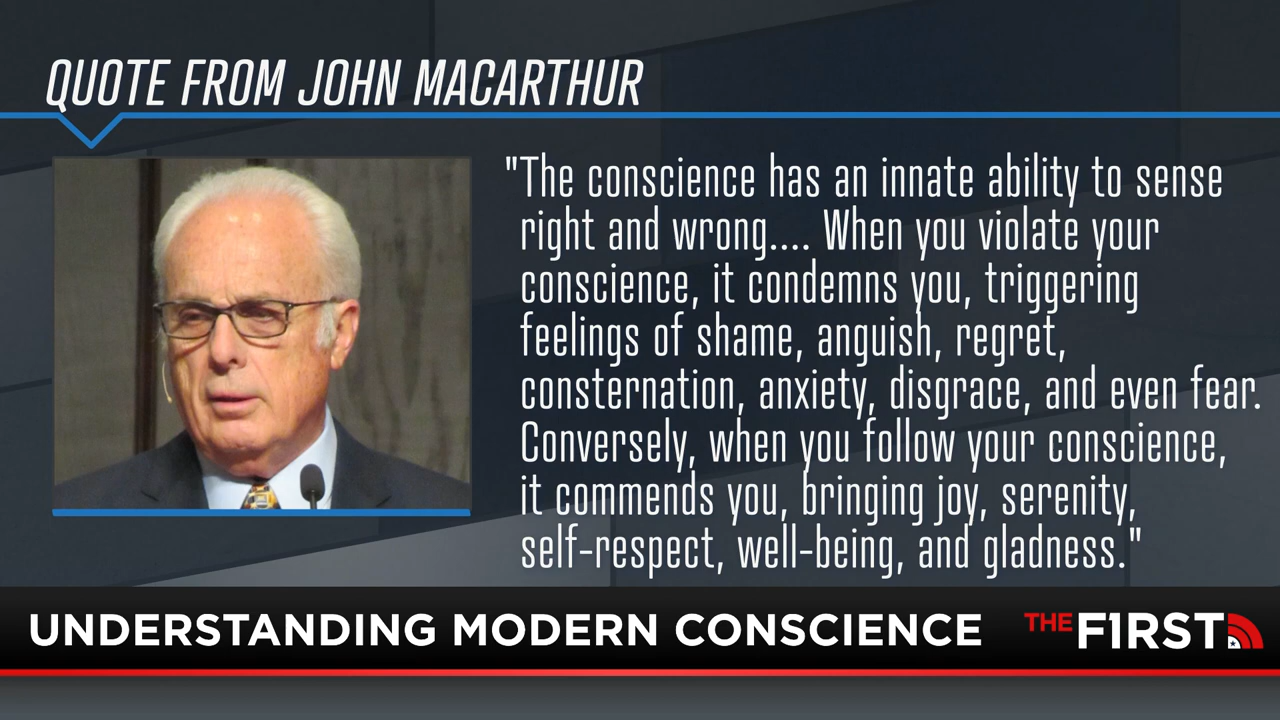 QUOTE FROM JOHN MACARTHUR
"The conscience has an innate ability to sense
right and wrong.... When you violate your
conscience, it condemns you, triggering
feelings of shame, anguish, regret,
consternation, anxiety, disgrace, and even fear.
Conversely, when you follow your conscience,
it commends you, bringing joy, serenity,
self-respect, well-being, and gladness."
UNDERSTANDING MODERN CONSCIENCE
THE F1RST